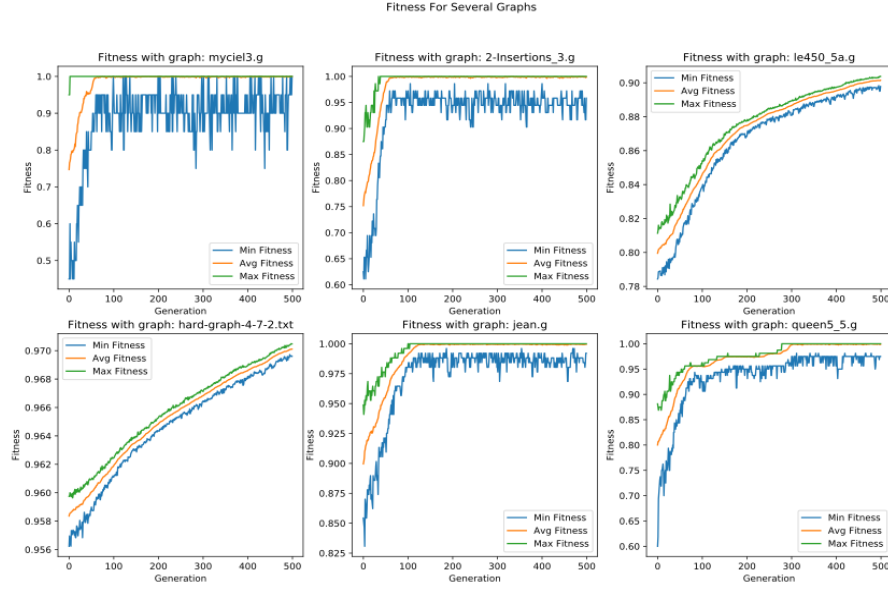 Fitness For Several Graphs
Fitness with graph: myciel3.g
Fitness
1.0
0.9
0.8
0.7
0.6
0.5
Min Fitness
Avg Fitness
Max Fitness
0 100 200 300 400 500
Generation
Fitness with graph: 2-Insertions_3.g
Fitness
1.00
0.95
0.90
0.85
0.80
0.75
0.70
0.65
0.60
Min Fitness
Avg Fitness
Max Fitness
0 100 200 300 400 500
Generation
Fitness with graph: le450_5a.g
Fitness
0.90
0.88
0.86
0.84
0.82
0.80
0.78
Min Fitness
Avg Fitness
Max Fitness
0 100 200 300 400 500
Generation
Fitness with graph: hard-graph-4-7-2.txt
Fitness
0.970
0.968
0.966
0.964
0.962
0.960
0.958
0.956
Min Fitness
Avg Fitness
Max Fitness
0 100 200 300 400 500
Generation
Fitness with graph: jean.g
Fitness
1.000
0.975
0.950
0.925
0.900
0.875
0.850
0.825
Min Fitness
Avg Fitness
Max Fitness
0 100 200 300 400 500
Generation
Fitness with graph: queen5_5.g
Fitness
1.00
0.95
0.90
0.85
0.80
0.75
0.70
0.65
0.60
Min Fitness
Avg Fitness
Max Fitness
0 100 200 300 400 500
Generation